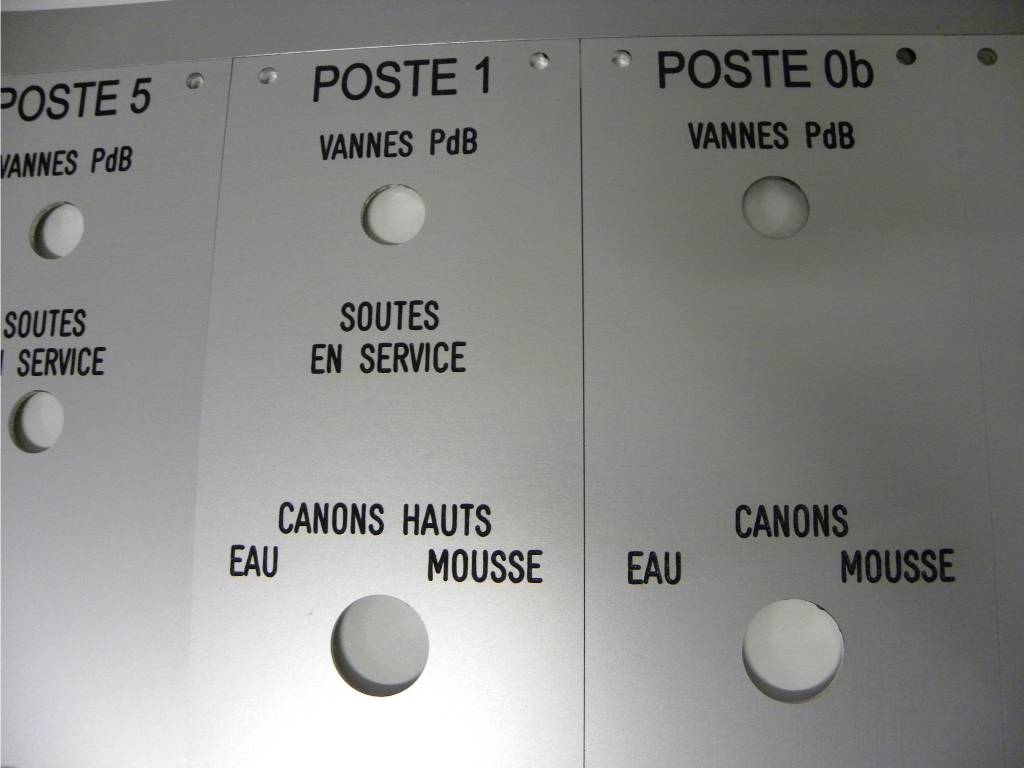 POSTE 5
VANNES PdB
SOUTES
SERVICE
POSTE 1
VANNES PdB
SOUTES
EN SERVICE
CANONS HAUTS
EAU MOUSSE
POSTE 0b
VANNES PdB
CANONS
EAU MOUSSE